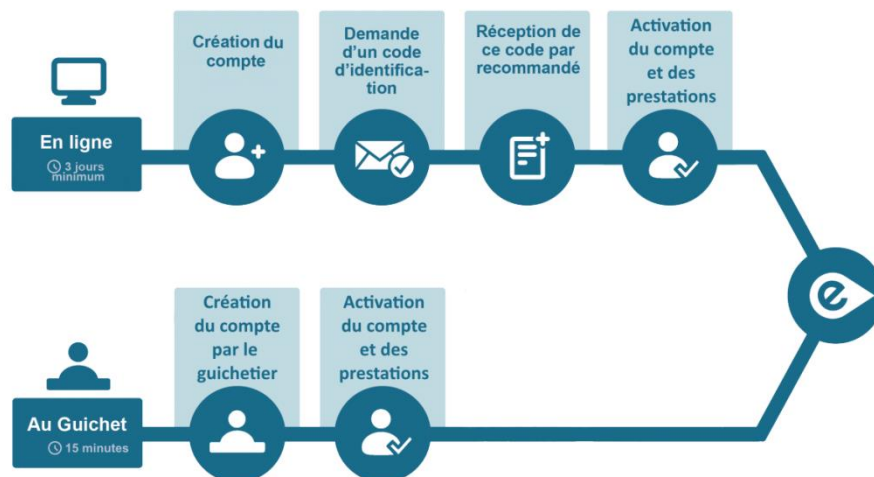 Création du
compte
Demande
d'un code
d'identifica-
tion
Réception de
ce code par
recommandé
Activation
du compte
et des
prestations
En ligne
3 jours
minimum
e
Création
du compte
par le
guichetier
Activation
du compte
et des
prestations
Au Guichet
15 minutes